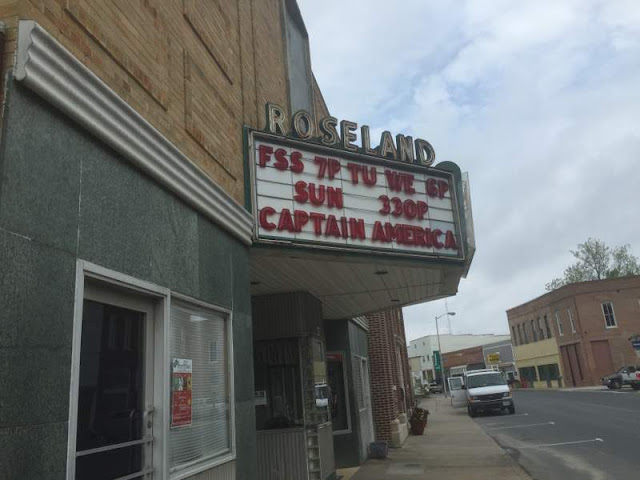 ROSELAND
FSS 7P TU WE 6P
SUN 330P
CAPTAIN AMERICA